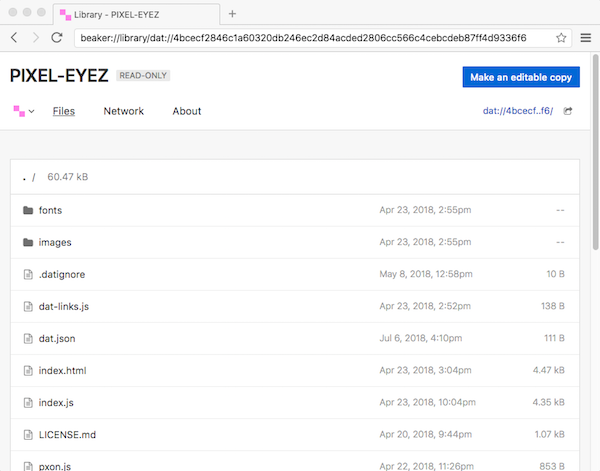 Library - PIXEL-EYEZ
beaker://library/dat://4bcecf2846c1a60320db246ec2d84acded2806cc566c4cebcdeb87ff4d9336f6
PIXEL-EYEZ READ-ONLY Make an editable copy
Files Network About dat://4bcecf..f6/
. / 60.47 kB
fonts Apr 23, 2018, 2:55pm --
images Apr 23, 2018, 2:55pm --
.datignore May 8, 2018, 12:58pm 10 B
dat-links.js Apr 23, 2018, 2:52pm 138 B
dat.json Jul 6, 2018, 4:10pm 111 B
index.html Apr 23, 2018, 3:04pm 4.47 kB
index.js Apr 23, 2018, 10:04pm 4.35 kB
LICENSE.md Apr 20, 2018, 9:44pm 1.07 kB
pxon.js Apr 22, 2018, 11:26pm 853 B